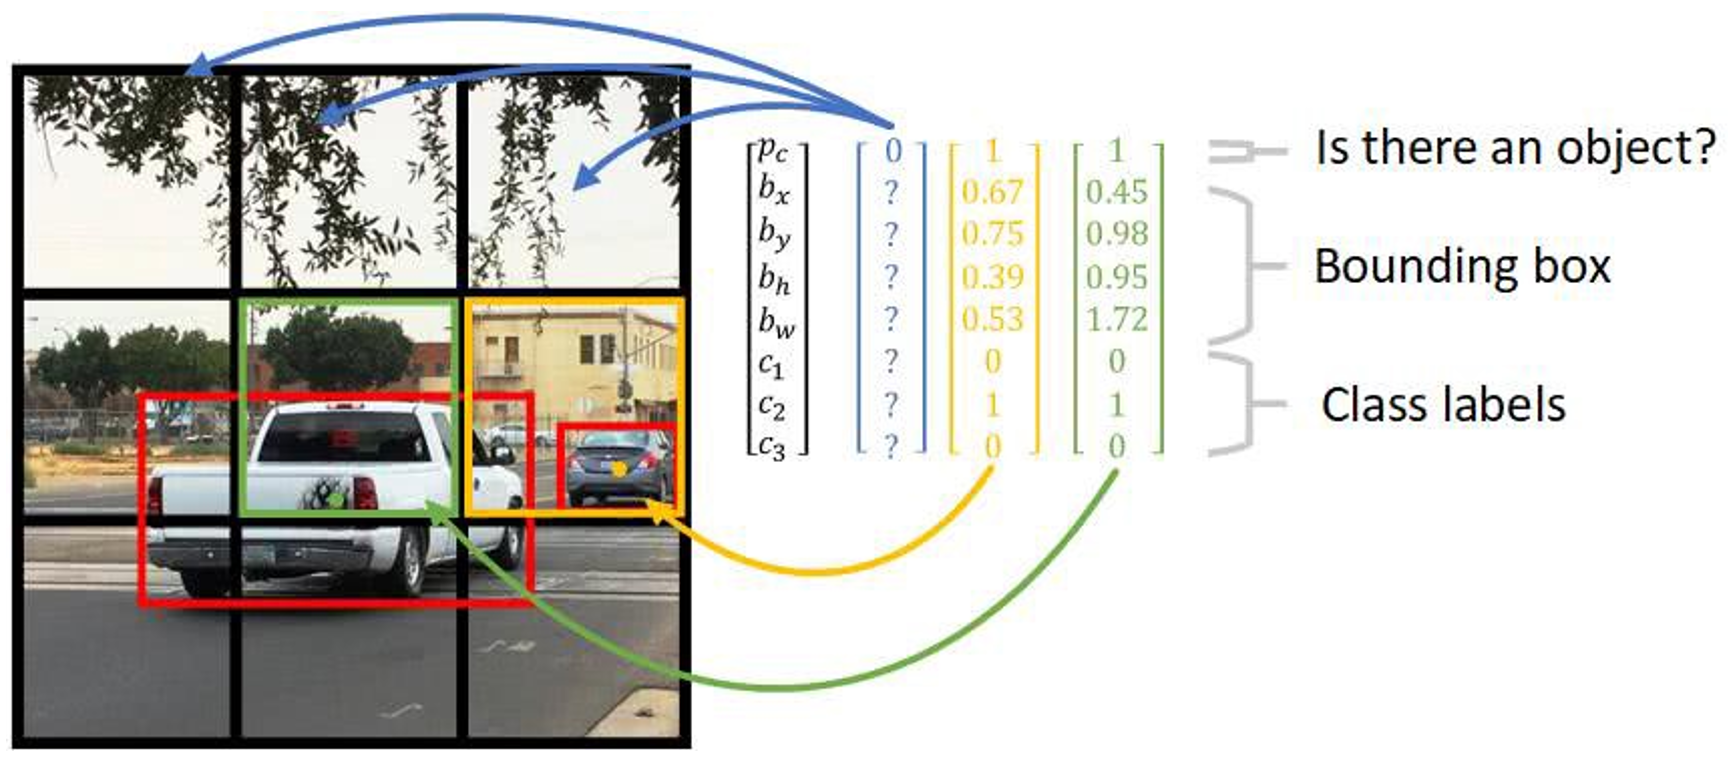 p_c 0 1 1 Is there an object?
b_x ? 0.67 0.45
b_y ? 0.75 0.98
b_h ? 0.39 0.95 Bounding box
b_w ? 0.53 1.72
c_1 ? 0 0
c_2 ? 1 1 Class labels
c_3 ? 0 0